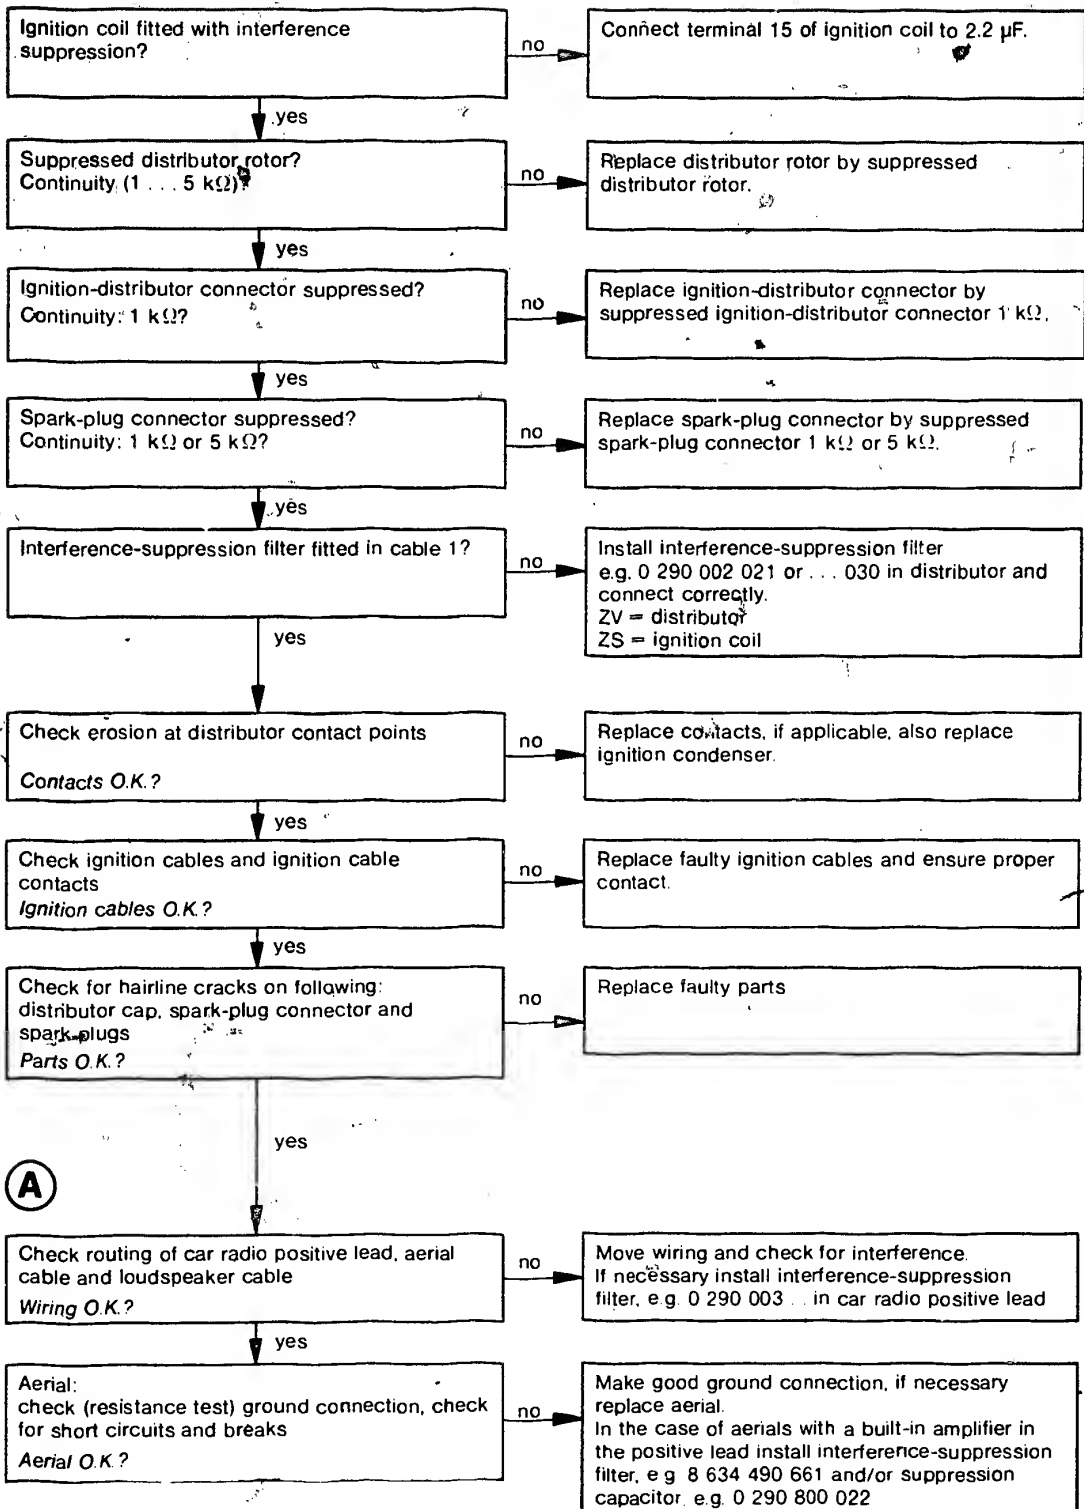 Ignition coil fitted with interference
suppression?
no
Connect terminal 15 of ignition coil to 2.2 µF.
yes
Suppressed distributor rotor?
Continuity (1 . . . 5 kΩ)?
no
Replace distributor rotor by suppressed
distributor rotor.
yes
Ignition-distributor connector suppressed?
Continuity: 1 kΩ?
no
Replace ignition-distributor connector by
suppressed ignition-distributor connector 1 kΩ.
yes
Spark-plug connector suppressed?
Continuity: 1 kΩ or 5 kΩ?
no
Replace spark-plug connector by suppressed
spark-plug connector 1 kΩ or 5 kΩ.
yes
Interference-suppression filter fitted in cable 1?
no
Install interference-suppression filter
e.g. 0 290 002 021 or . . . 030 in distributor and
connect correctly.
ZV = distributor
ZS = ignition coil
yes
Check erosion at distributor contact points
Contacts O.K.?
no
Replace contacts, if applicable, also replace
ignition condenser.
yes
Check ignition cables and ignition cable
contacts
Ignition cables O.K.?
no
Replace faulty ignition cables and ensure proper
contact.
yes
Check for hairline cracks on following:
distributor cap, spark-plug connector and
spark-plugs
Parts O.K.?
no
Replace faulty parts
yes
A
Check routing of car radio positive lead, aerial
cable and loudspeaker cable
Wiring O.K.?
no
Move wiring and check for interference.
If necessary install interference-suppression
filter, e.g. 0 290 003 . . in car radio positive lead
yes
Aerial:
check (resistance test) ground connection, check
for short circuits and breaks
Aerial O.K.?
no
Make good ground connection, if necessary
replace aerial.
In the case of aerials with a built-in amplifier in
the positive lead install interference-suppression
filter, e.g 8 634 490 661 and/or suppression
capacitor, e.g. 0 290 800 022